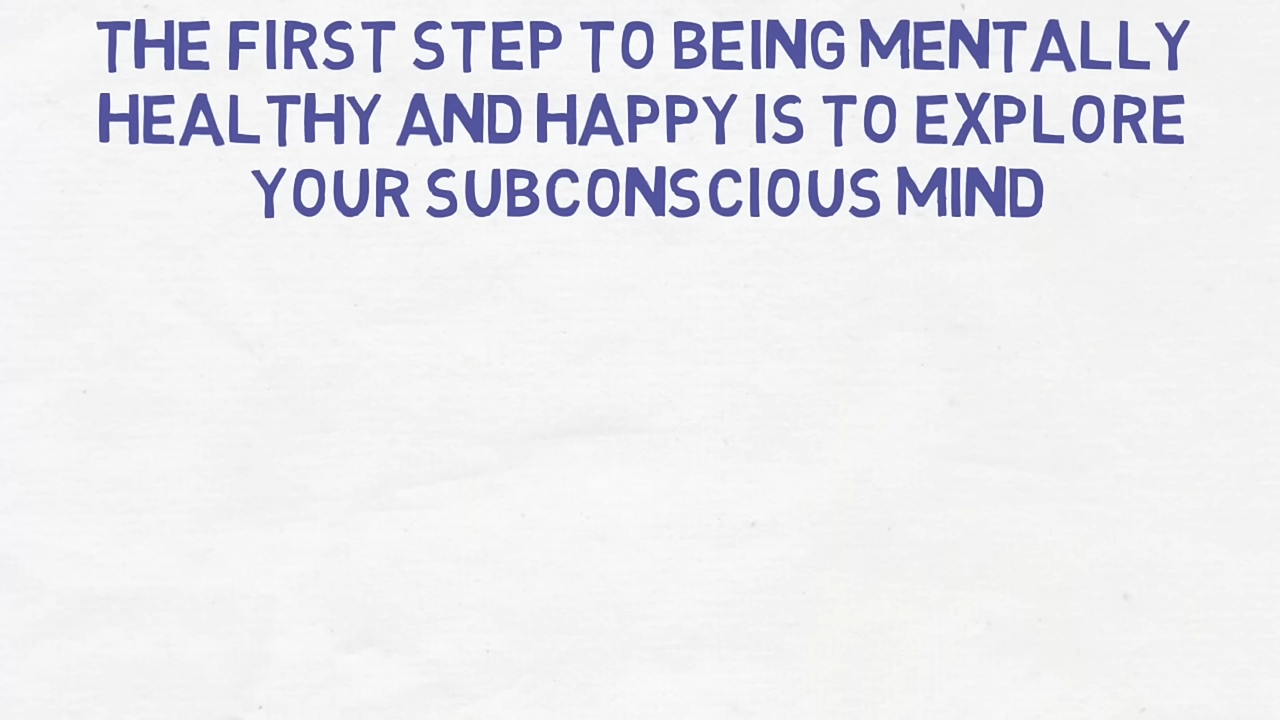 THE FIRST STEP TO BEING MENTALLY
HEALTHY AND HAPPY IS TO EXPLORE
YOUR SUBCONSCIOUS MIND